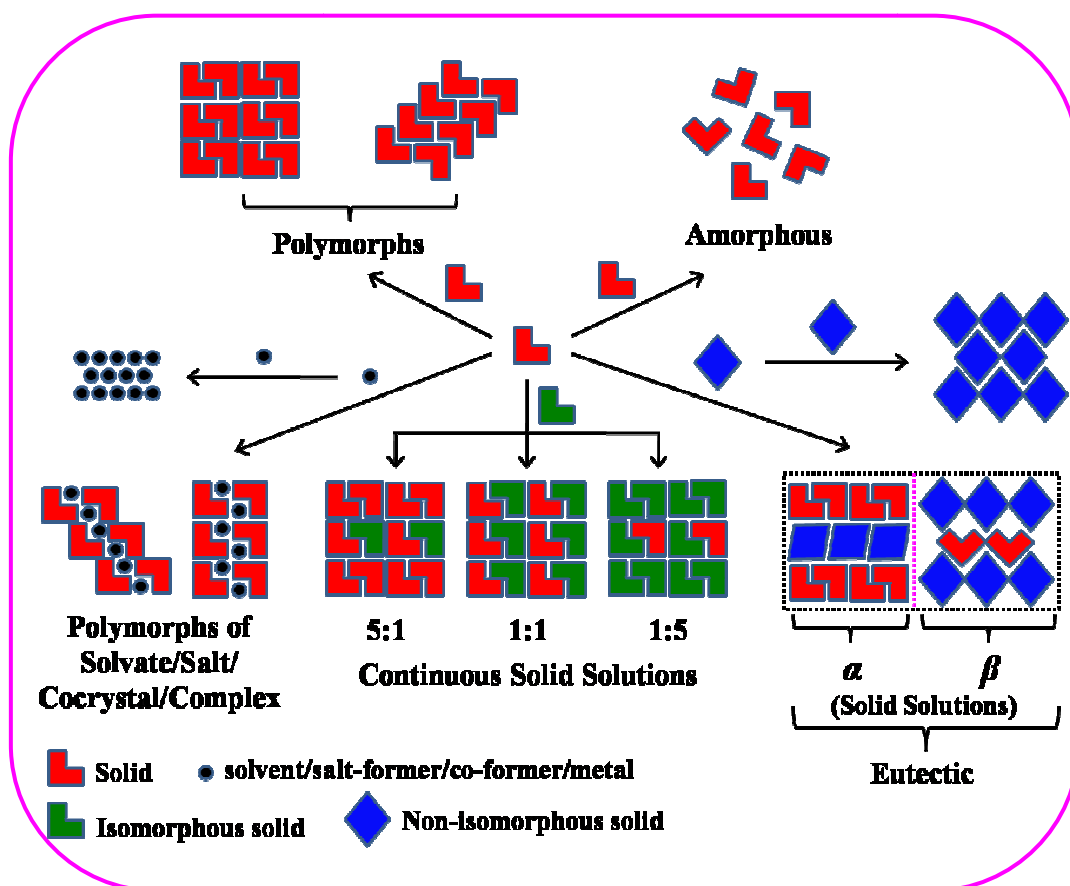 Polymorphs
Amorphous
Polymorphs of
Solvate/Salt/
Cocrystal/Complex
5:1
1:1
1:5
Continuous Solid Solutions
α
β
(Solid Solutions)
Eutectic
Solid
solvent/salt-former/co-former/metal
Isomorphous solid
Non-isomorphous solid